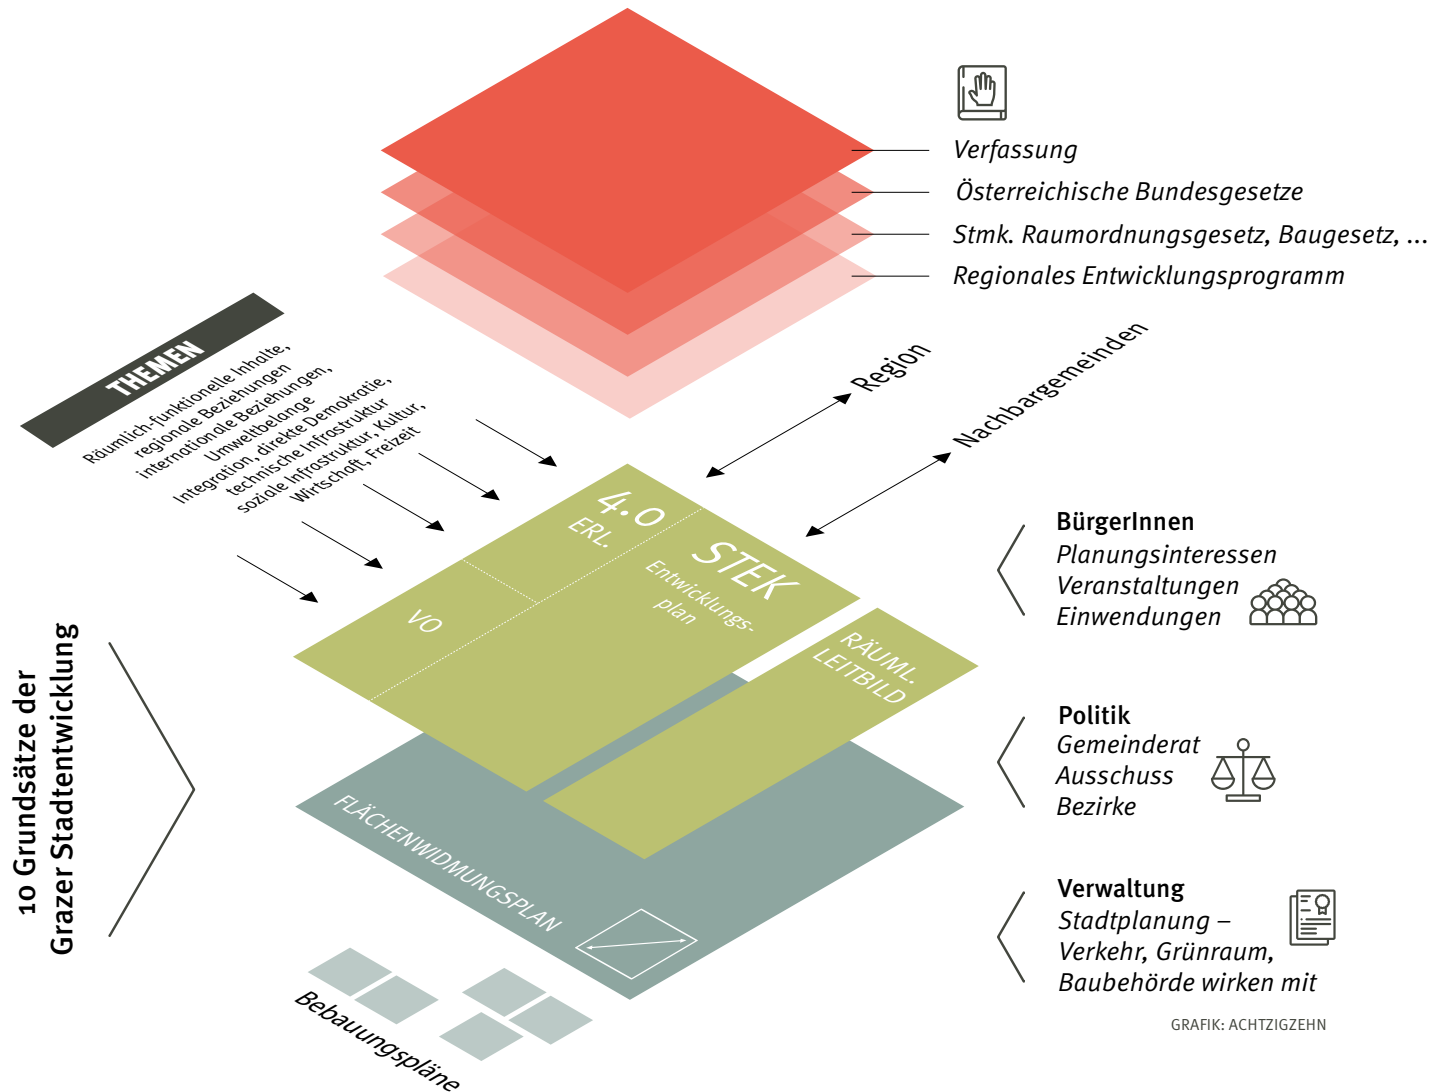 Verfassung
Österreichische Bundesgesetze
Stmk. Raumordnungsgesetz, Baugesetz, ...
Regionales Entwicklungsprogramm
THEMEN
Räumlich-funktionelle Inhalte,
regionale Beziehungen
internationale Beziehungen,
Umweltbelange
Integration, direkte Demokratie,
technische Infrastruktur
soziale Infrastruktur, Kultur,
Wirtschaft, Freizeit
Region
Nachbargemeinden
4.0
ERL.
STEK
Entwicklungs-
plan
VO
RÄUML.
LEITBILD
FLÄCHENWIDMUNGSPLAN
Bebauungspläne
10 Grundsätze der
Grazer Stadtentwicklung
BürgerInnen
Planungsinteressen
Veranstaltungen
Einwendungen
Politik
Gemeinderat
Ausschuss
Bezirke
Verwaltung
Stadtplanung –
Verkehr, Grünraum,
Baubehörde wirken mit
GRAFIK: ACHTZIGZEHN